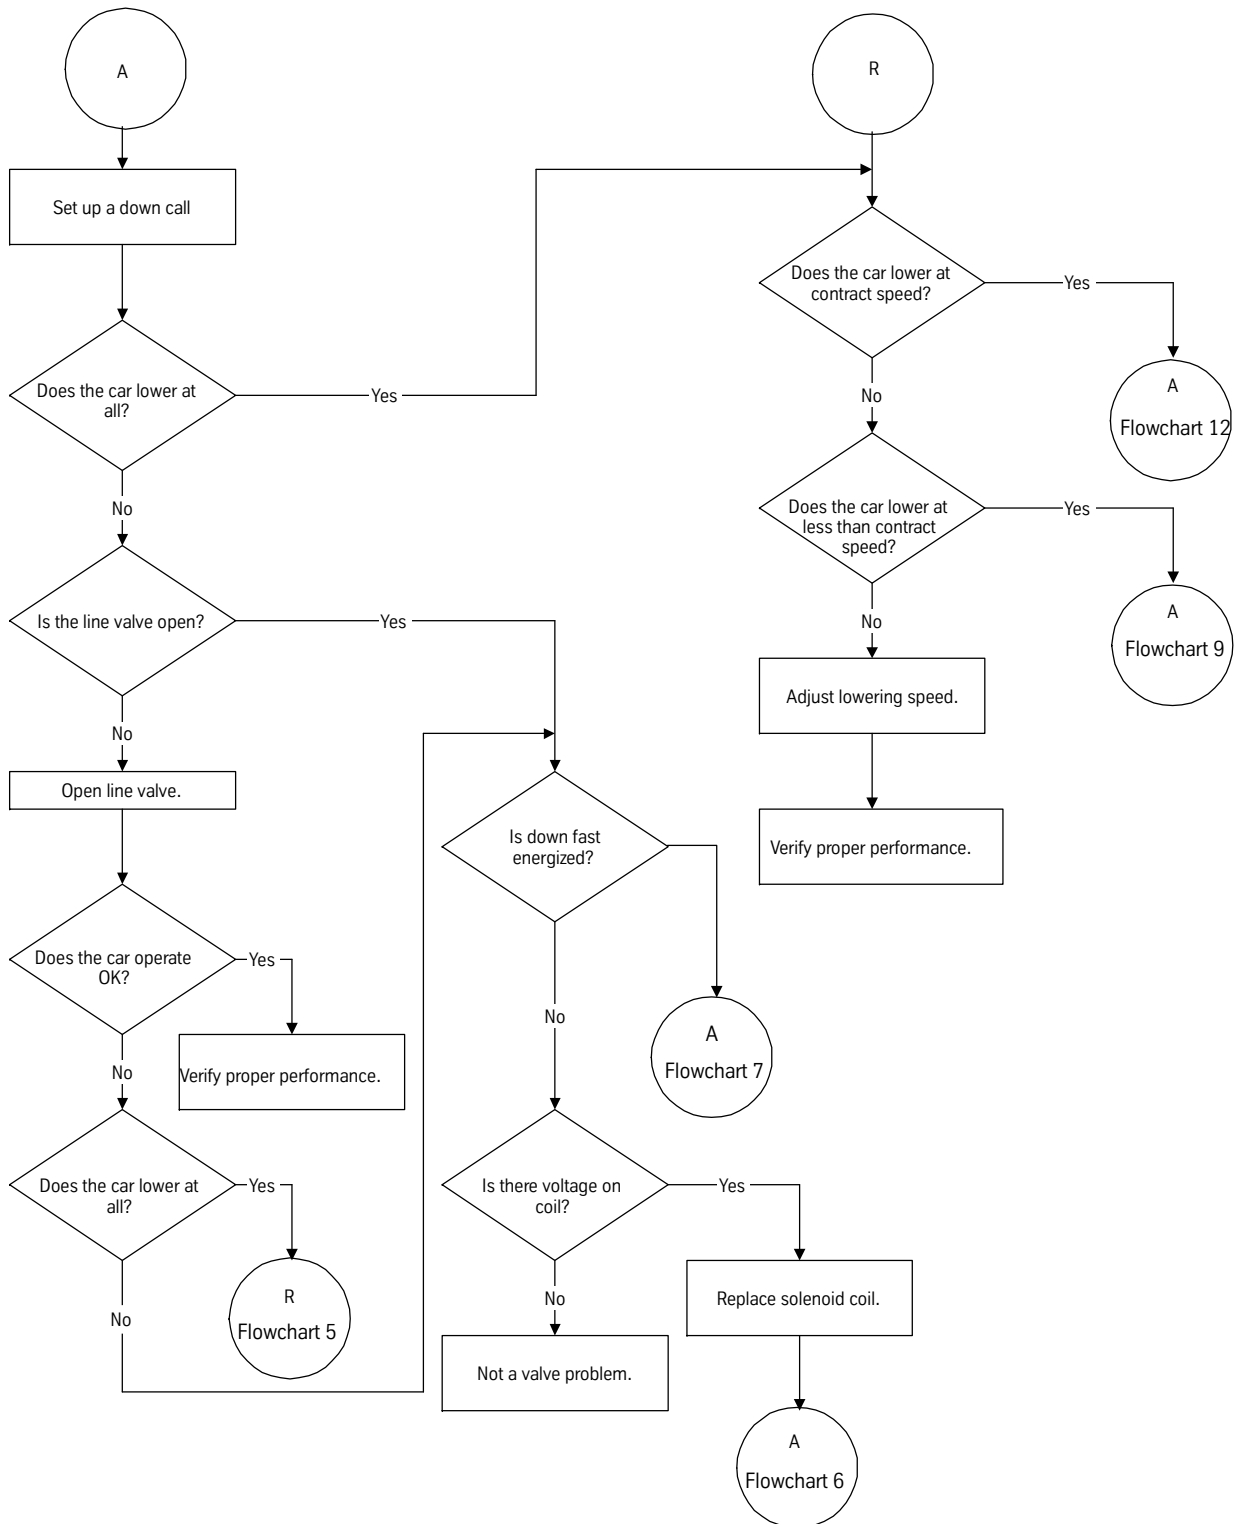 A
Set up a down call
Does the car lower at
all?
Yes
No
Is the line valve open?
Yes
No
Open line valve.
Does the car operate
OK?
Yes
Verify proper performance.
No
Does the car lower at
all?
Yes
R
Flowchart 5
No
Is down fast
energized?
A
Flowchart 7
No
Is there voltage on
coil?
Yes
Replace solenoid coil.
A
Flowchart 6
No
Not a valve problem.
R
Does the car lower at
contract speed?
Yes
A
Flowchart 12
No
Does the car lower at
less than contract
speed?
Yes
A
Flowchart 9
No
Adjust lowering speed.
Verify proper performance.